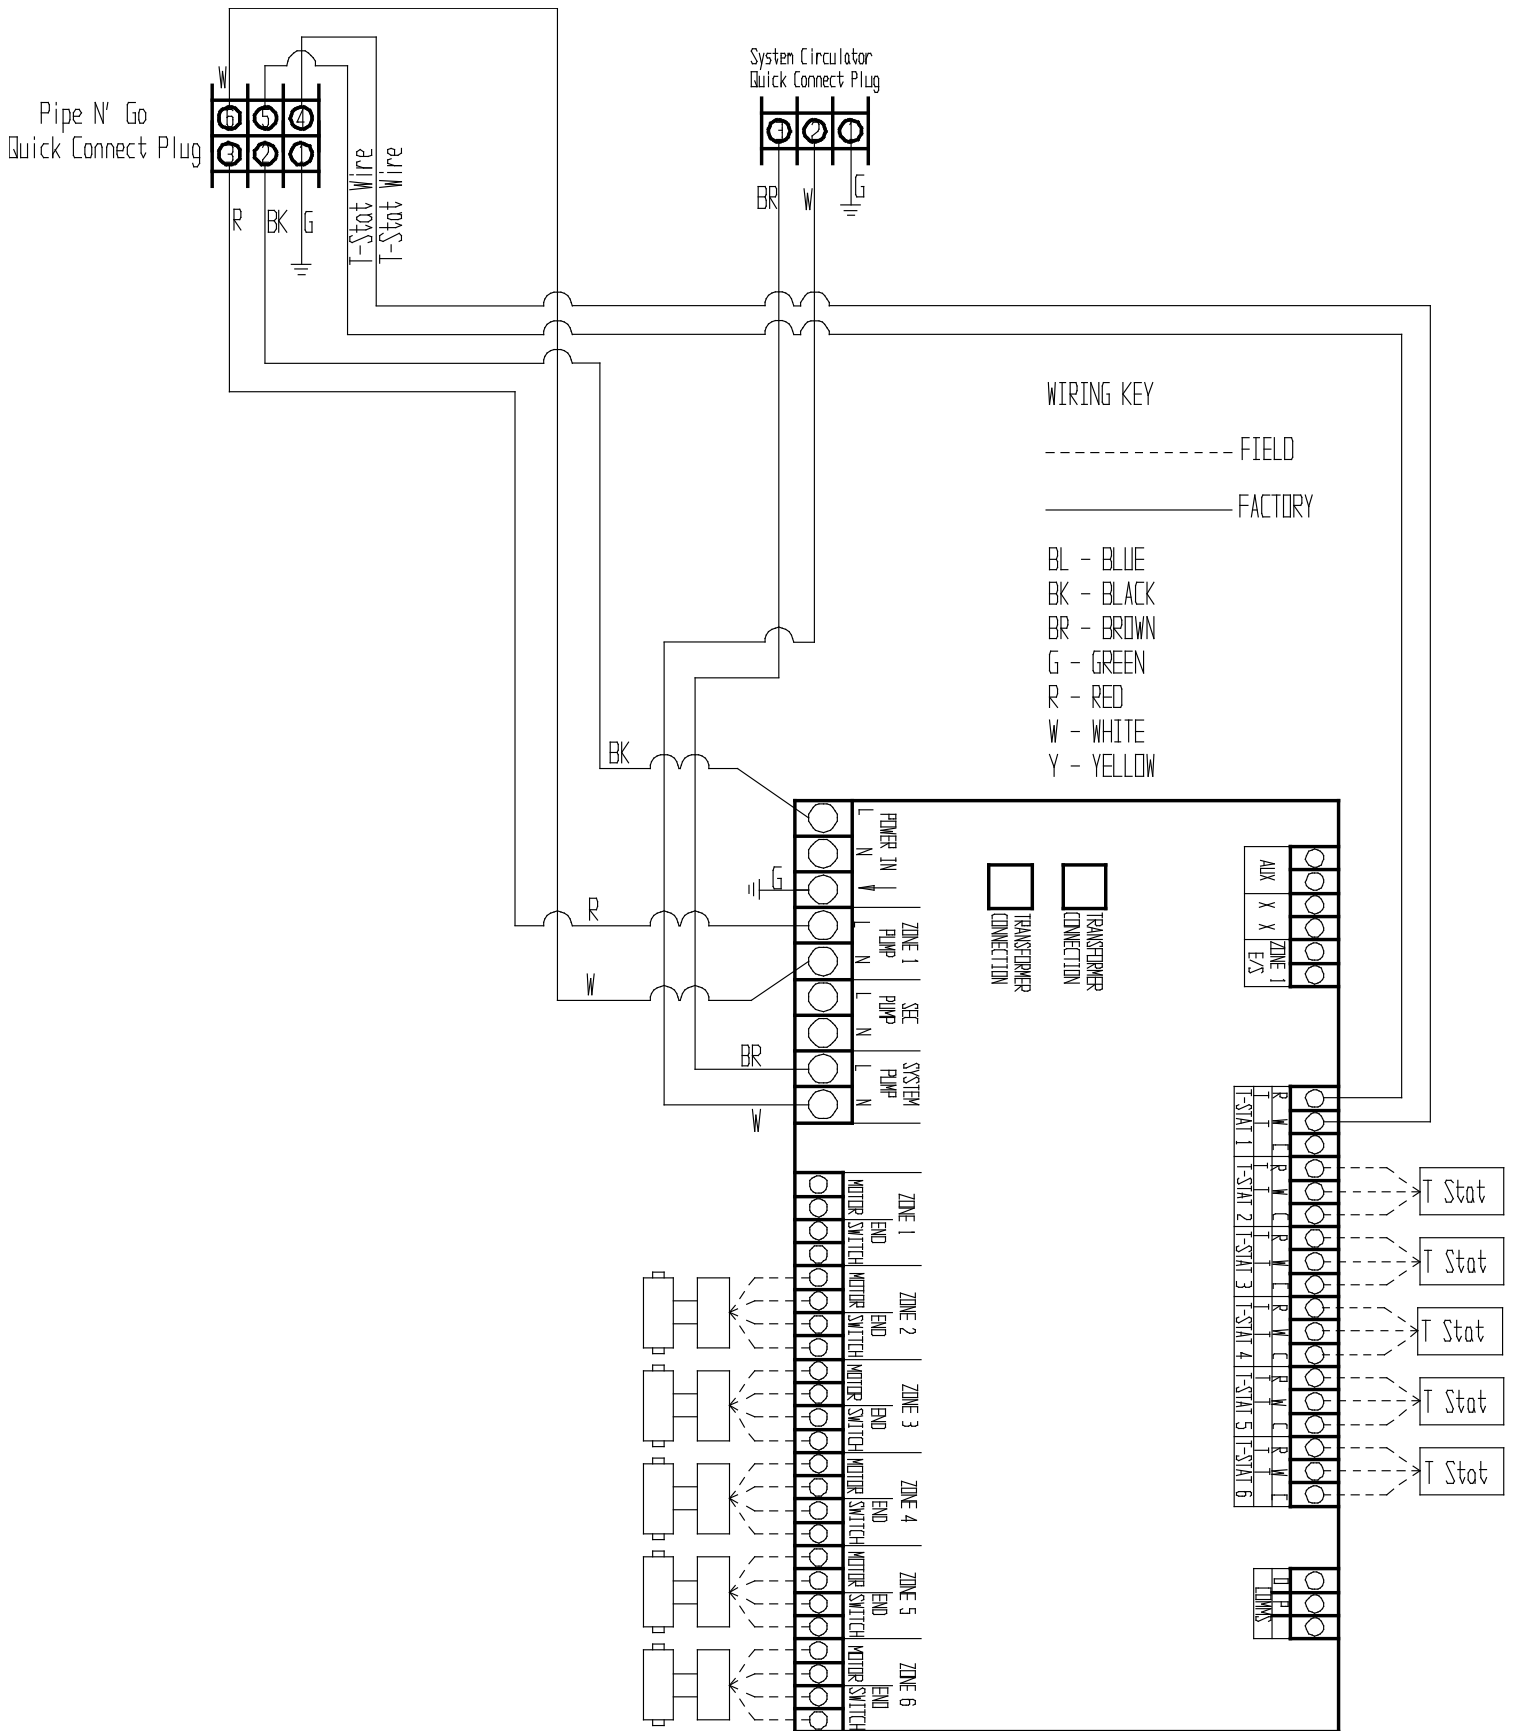 W
System Circulator
Quick Connect Plug
Pipe N' Go
Quick Connect Plug
6 5 4
3 2 1
3 2 1
R BK G
T-Stat Wire
T-Stat Wire
BR W G
WIRING KEY
FIELD
FACTORY
BL - BLUE
BK - BLACK
BR - BROWN
G - GREEN
R - RED
W - WHITE
Y - YELLOW
BK
L
N
POWER IN
G
R
L
N
ZONE 1
PUMP
W
L
N
SEC
PUMP
BR
W
L
N
SYSTEM
PUMP
TRANSFORMER
CONNECTION
TRANSFORMER
CONNECTION
AUX
X X
ZONE 1
E/S
R W C
T T
T-STAT 1
R W C
T T
T-STAT 2
T Stat
R W C
T T
T-STAT 3
T Stat
R W C
T T
T-STAT 4
T Stat
R W C
T T
T-STAT 5
T Stat
R W C
T T
T-STAT 6
T Stat
ZONE 1
MOTOR
END
SWITCH
ZONE 2
MOTOR
END
SWITCH
ZONE 3
MOTOR
END
SWITCH
ZONE 4
MOTOR
END
SWITCH
ZONE 5
MOTOR
END
SWITCH
ZONE 6
MOTOR
END
SWITCH
COMMS